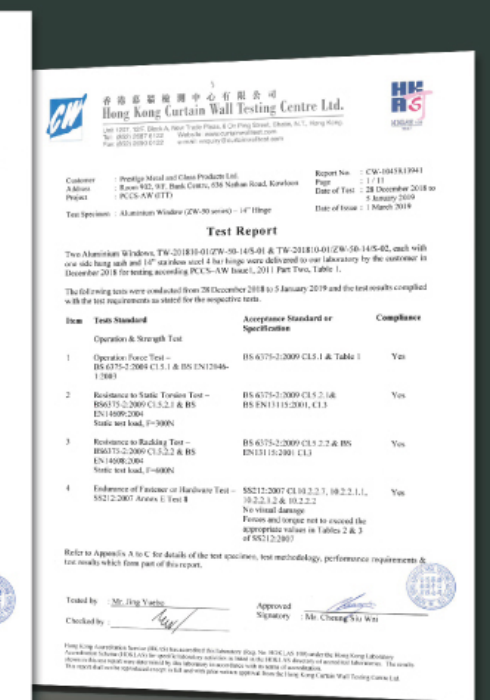 香港幕牆檢測中心有限公司
CW
Hong Kong Curtain Wall Testing Centre Ltd.
HK
AS
Customer : Prestige Metal and Glass Products Ltd.
Address : Room 902, 9/F, Bank Centre, 636 Nathan Road, Kowloon
Project : PCCS-AW (ITT)
Test Specimen : Aluminium Window (ZW-50 series) – 14" Hinge
Report No. :
Page : 1 / 11
Date of Test : 28 December 2018 to
5 January 2019
Date of Issue : 1 March 2019
Test Report
Two Aluminium Windows, TW-201810-01/ZW-50-14/S-01 & TW-201810-01/ZW-50-14/S-02, each with
one side hung sash and 14" stainless steel 4 bar hinge were delivered to our laboratory by the customer in
December 2018 for testing according PCCS-AW Issue1, 2011 Part Two, Table 1.
The following tests were conducted from 28 December 2018 to 5 January 2019 and the test results complied
with the test requirements as stated for the respective tests.
Item Tests Standard Acceptance Standard or Compliance
Specification
Operation & Strength Test
1 Operation Force Test – BS 6375-2:2009 Cl.5.1 & Table 1 Yes
BS 6375-2:2009 Cl.5.1 & BS EN12046-
1:2003
2 Resistance to Static Torsion Test – BS 6375-2:2009 Cl.5.2.1& Yes
BS6375-2:2009 Cl.5.2.1 & BS BS EN13115:2001, Cl.3
EN14609:2004
Static test load, F=300N
3 Resistance to Racking Test – BS 6375-2:2009 Cl.5.2.2 & BS Yes
BS6375-2:2009 Cl.5.2.2 & BS EN13115:2001 Cl.3
EN14608:2004
Static test load, F=600N
4 Endurance of Fastener or Hardware Test – SS212:2007 Cl.10.2.2.7, 10.2.2.1.1, Yes
SS212:2007 Annex E Test 8 10.2.2.1.2 & 10.2.2.2
No visual damage
Forces and torque not to exceed the
appropriate values in Tables 2 & 3
of SS212:2007
Refer to Appendix A to C for details of the test specimen, test methodology, performance requirements &
test results which form part of this report.
Tested by : Mr. Jing Yuebo
Checked by :
Approved
Signatory : Mr. Cheung Siu Wei